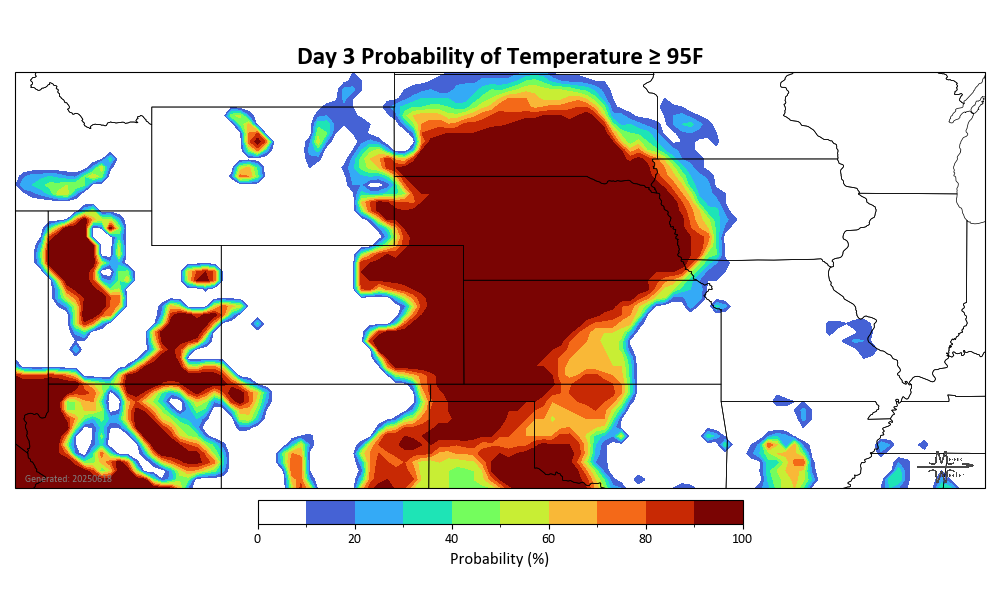 Day 3 Probability of Temperature ≥ 95F
Generated: 20250618
0 20 40 60 80 100
Probability (%)